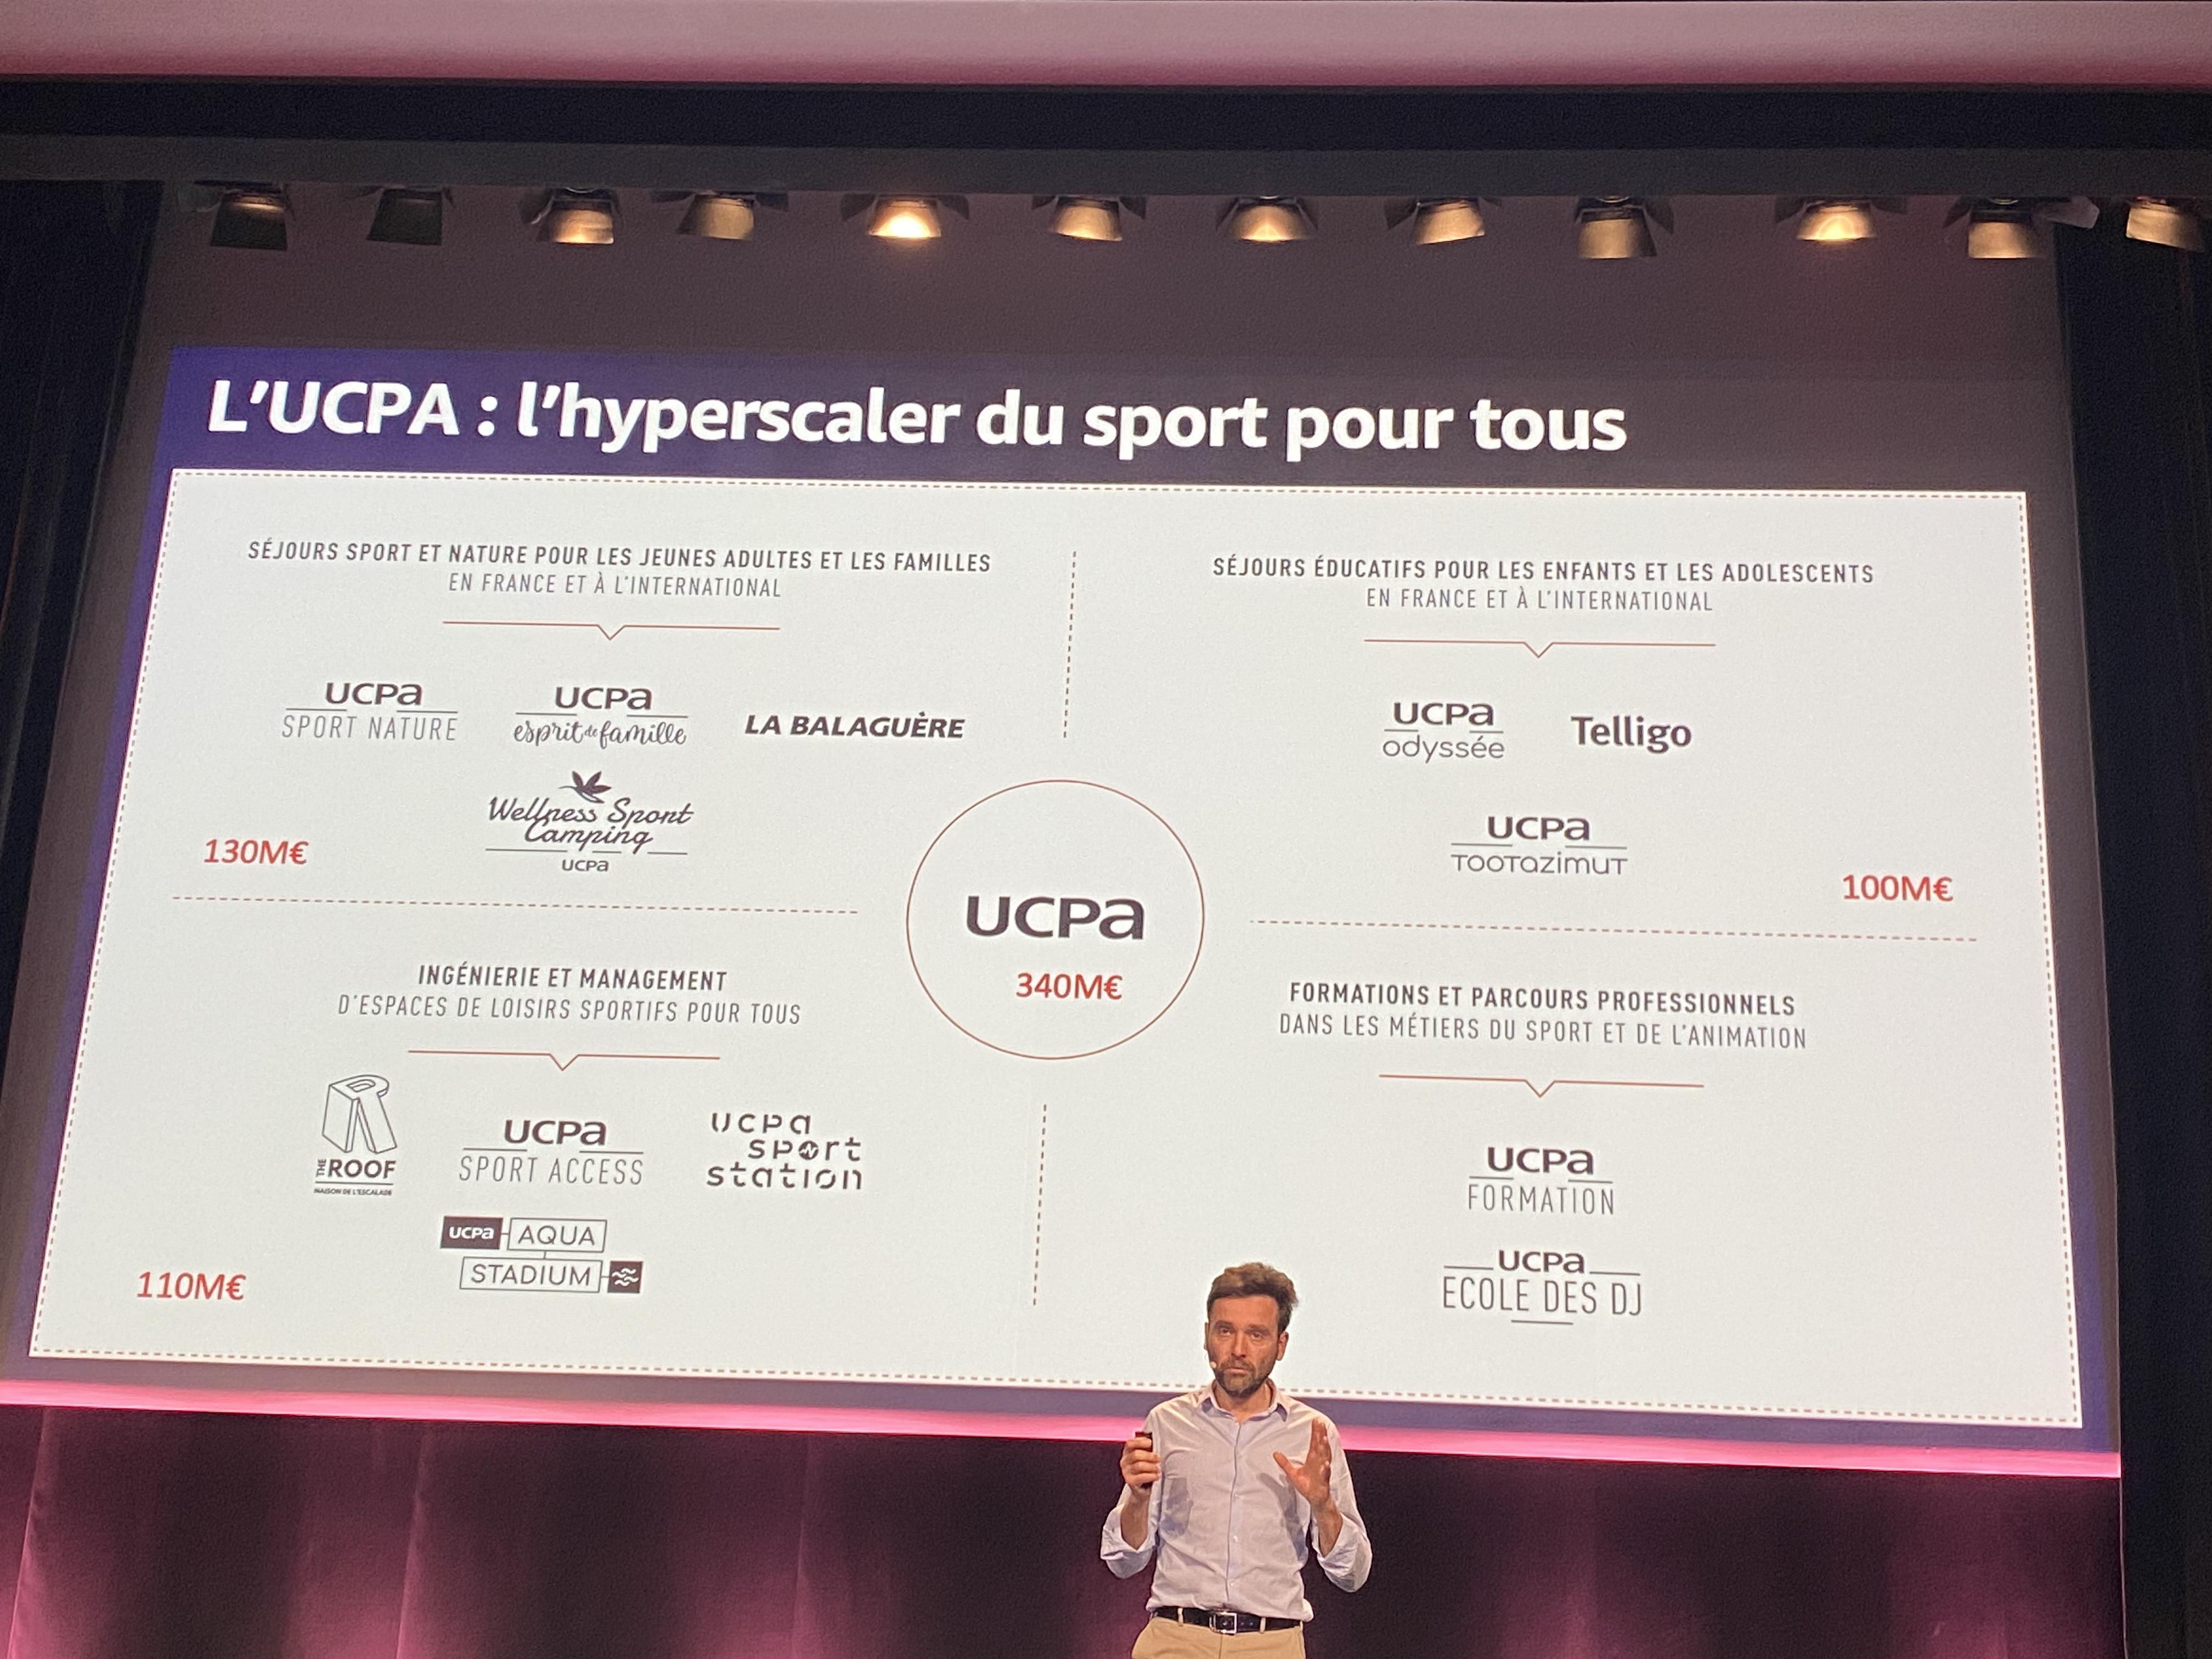 L'UCPA : l'hyperscaler du sport pour tous
SÉJOURS SPORT ET NATURE POUR LES JEUNES ADULTES ET LES FAMILLES
EN FRANCE ET À L'INTERNATIONAL
UCPA
SPORT NATURE
UCPA
esprit de famille
LA BALAGUÈRE
Wellness Sport
Camping
UCPA
130M€
SÉJOURS ÉDUCATIFS POUR LES ENFANTS ET LES ADOLESCENTS
EN FRANCE ET À L'INTERNATIONAL
UCPA
odyssée
Telligo
UCPA
TOOTAZIMUT
100M€
UCPA
340M€
INGÉNIERIE ET MANAGEMENT
D'ESPACES DE LOISIRS SPORTIFS POUR TOUS
THE ROOF
MAISON DE L'ESCALADE
UCPA
SPORT ACCESS
ucpa
sport
station
UCPA AQUA
STADIUM
110M€
FORMATIONS ET PARCOURS PROFESSIONNELS
DANS LES MÉTIERS DU SPORT ET DE L'ANIMATION
UCPA
FORMATION
UCPA
ECOLE DES DJ